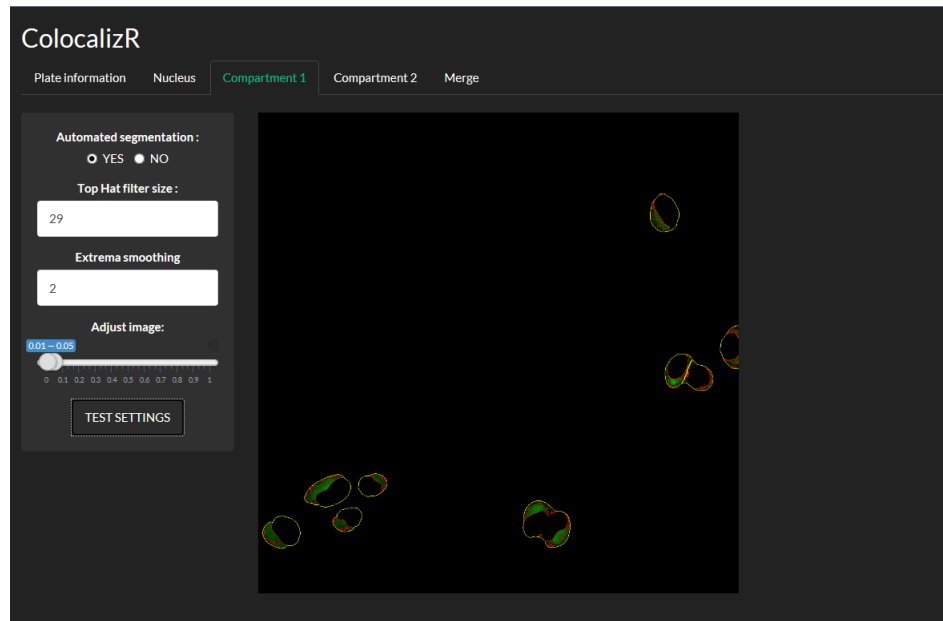 ColocalizR
Plate information Nucleus Compartment 1 Compartment 2 Merge
Automated segmentation :
YES NO
Top Hat filter size :
29
Extrema smoothing
2
Adjust image:
0.01 — 0.05
0 0.1 0.2 0.3 0.4 0.5 0.6 0.7 0.8 0.9 1
TEST SETTINGS